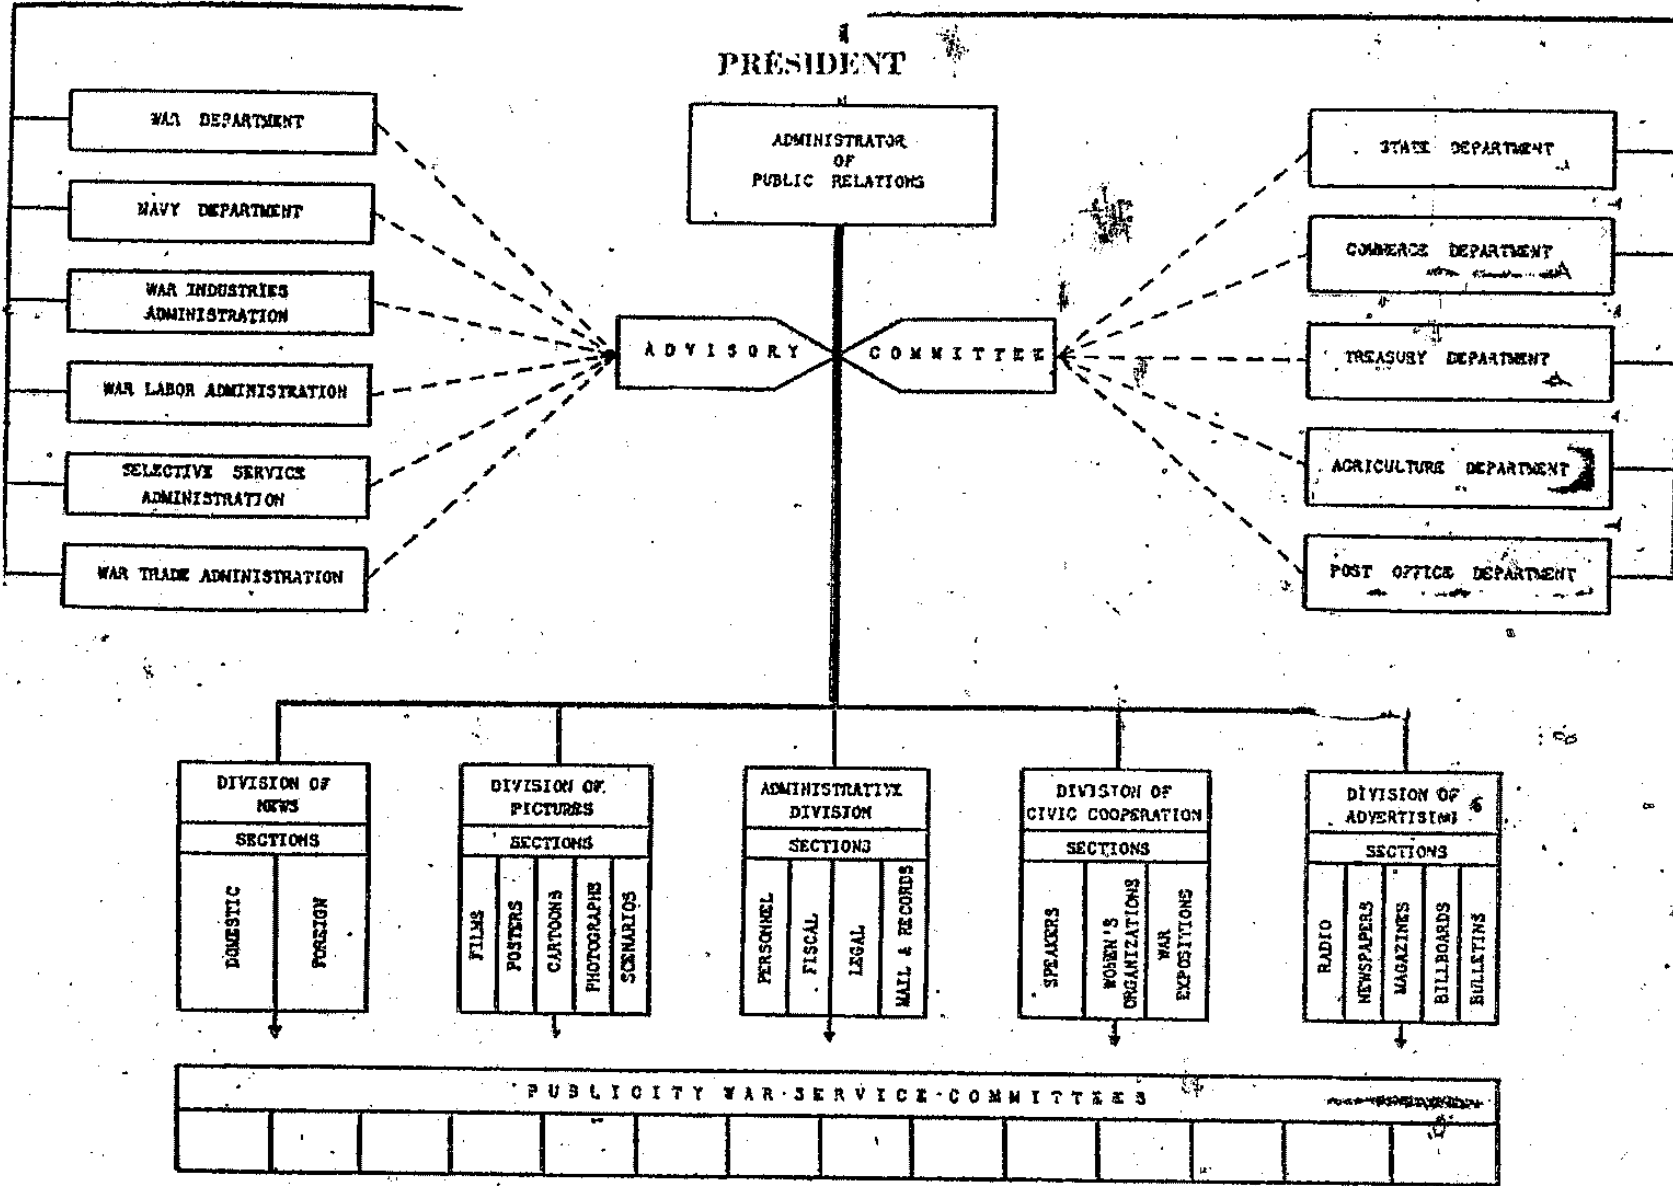 PRESIDENT
ADMINISTRATOR
OF
PUBLIC RELATIONS
WAR DEPARTMENT
NAVY DEPARTMENT
WAR INDUSTRIES
ADMINISTRATION
WAR LABOR ADMINISTRATION
SELECTIVE SERVICE
ADMINISTRATION
WAR TRADE ADMINISTRATION
ADVISORY COMMITTEE
STATE DEPARTMENT
COMMERCE DEPARTMENT
TREASURY DEPARTMENT
AGRICULTURE DEPARTMENT
POST OFFICE DEPARTMENT
DIVISION OF
NEWS
SECTIONS
DOMESTIC
FOREIGN
DIVISION OF
PICTURES
SECTIONS
FILMS
POSTERS
CARTOONS
PHOTOGRAPHS
SCENARIOS
ADMINISTRATIVE
DIVISION
SECTIONS
PERSONNEL
FISCAL
LEGAL
MAIL & RECORDS
DIVISION OF
CIVIC COOPERATION
SECTIONS
SPEAKERS
WOMEN'S
ORGANIZATIONS
WAR
EXPOSITIONS
DIVISION OF
ADVERTISING
SECTIONS
RADIO
NEWSPAPERS
MAGAZINES
BILLBOARDS
BULLETINS
PUBLICITY WAR SERVICE COMMITTEES